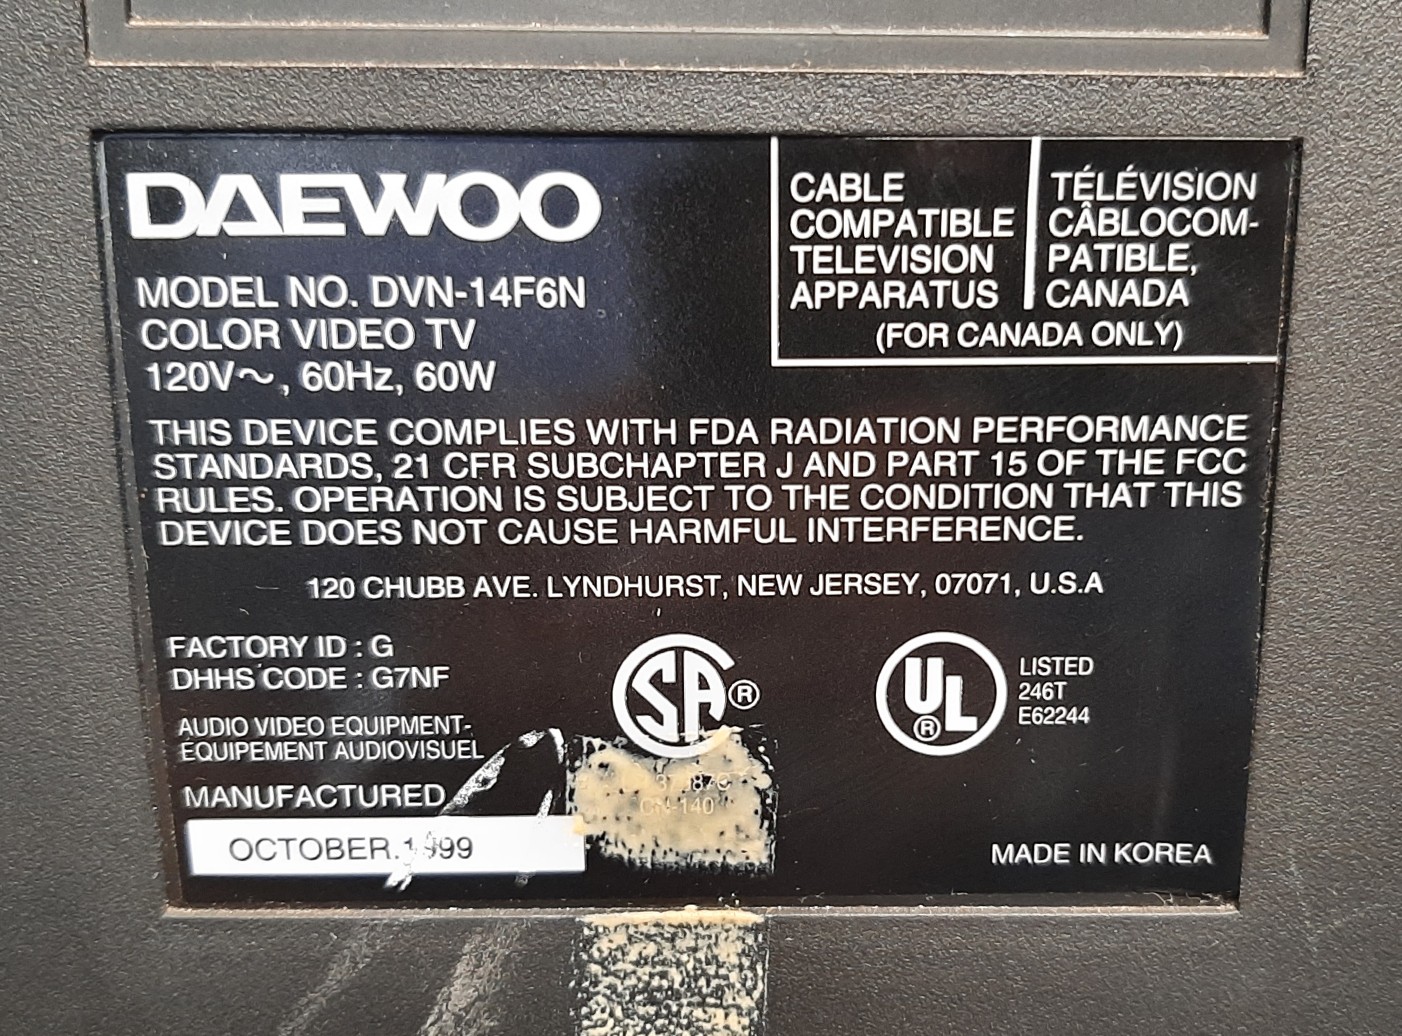 DAEWOO
MODEL NO. DVN-14F6N
COLOR VIDEO TV
120V～, 60Hz, 60W
CABLE
COMPATIBLE
TELEVISION
APPARATUS
TÉLÉVISION
CÂBLOCOM-
PATIBLE,
CANADA
(FOR CANADA ONLY)
THIS DEVICE COMPLIES WITH FDA RADIATION PERFORMANCE
STANDARDS, 21 CFR SUBCHAPTER J AND PART 15 OF THE FCC
RULES. OPERATION IS SUBJECT TO THE CONDITION THAT THIS
DEVICE DOES NOT CAUSE HARMFUL INTERFERENCE.
120 CHUBB AVE. LYNDHURST, NEW JERSEY, 07071, U.S.A
FACTORY ID : G
DHHS CODE : G7NF
AUDIO VIDEO EQUIPMENT-
EQUIPEMENT AUDIOVISUEL
MANUFACTURED
OCTOBER.1999
SA ®
CN-140
UL ®
LISTED
246T
E62244
MADE IN KOREA